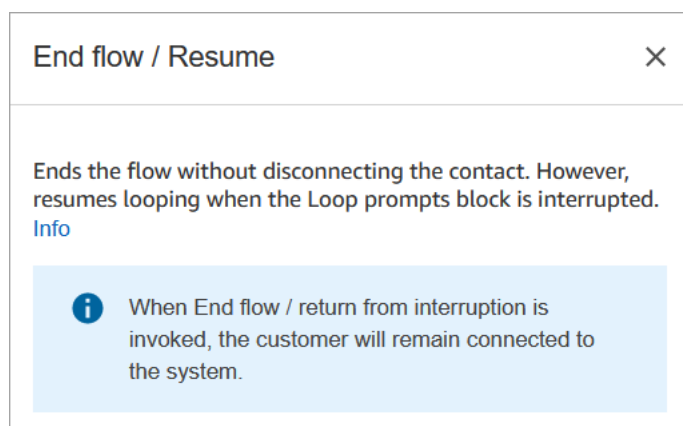 End flow / Resume
Ends the flow without disconnecting the contact. However,
resumes looping when the Loop prompts block is interrupted.
Info
When End flow / return from interruption is
invoked, the customer will remain connected to
the system.